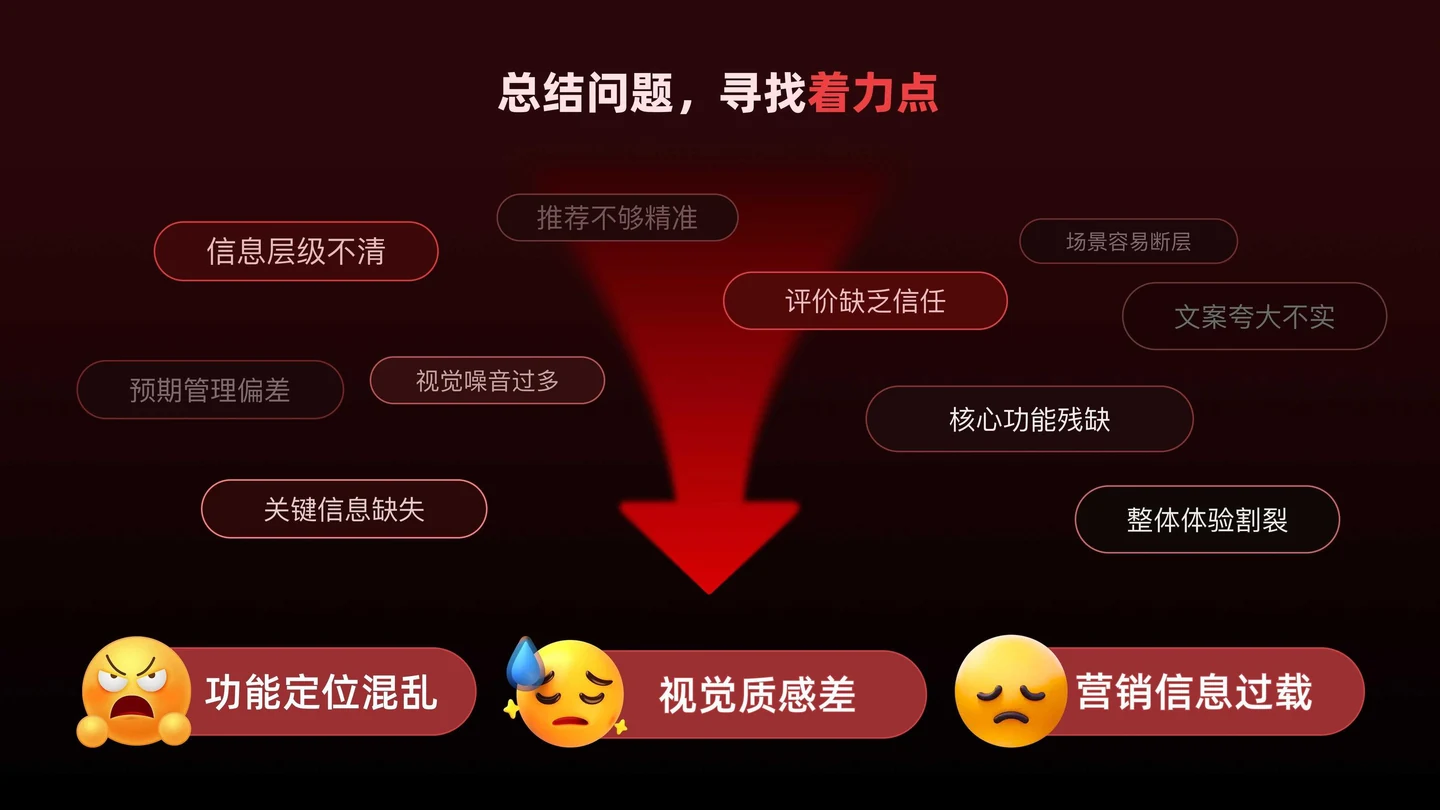 总结问题，寻找着力点
推荐不够精准
信息层级不清
场景容易断层
评价缺乏信任
文案夸大不实
预期管理偏差
视觉噪音过多
核心功能残缺
关键信息缺失
整体体验割裂
功能定位混乱
视觉质感差
营销信息过载